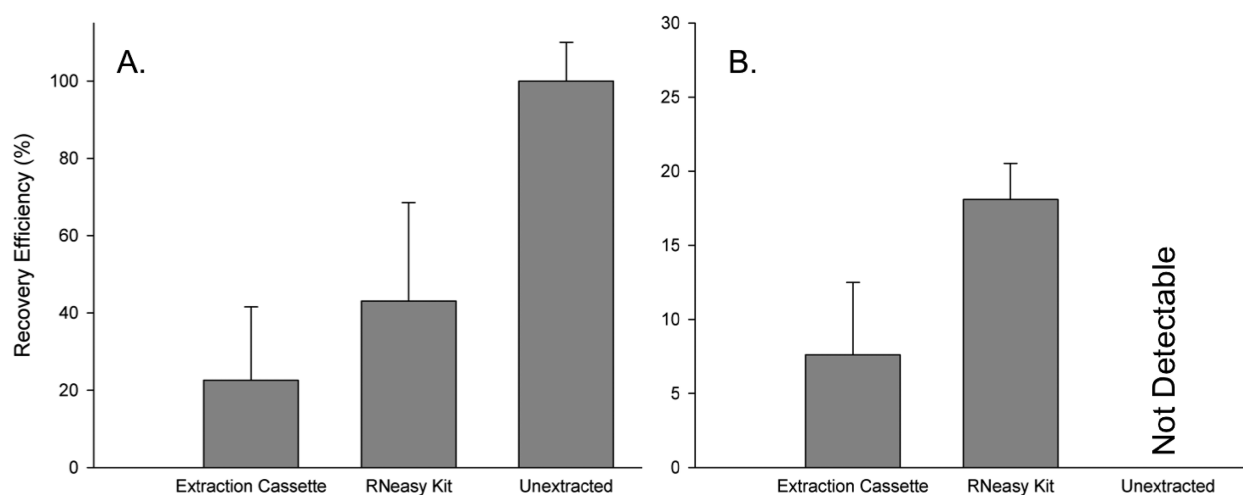 A.
Recovery Efficiency (%)
100
80
60
40
20
0
Extraction Cassette
RNeasy Kit
Unextracted
B.
30
25
20
15
10
5
0
Not Detectable
Extraction Cassette
RNeasy Kit
Unextracted